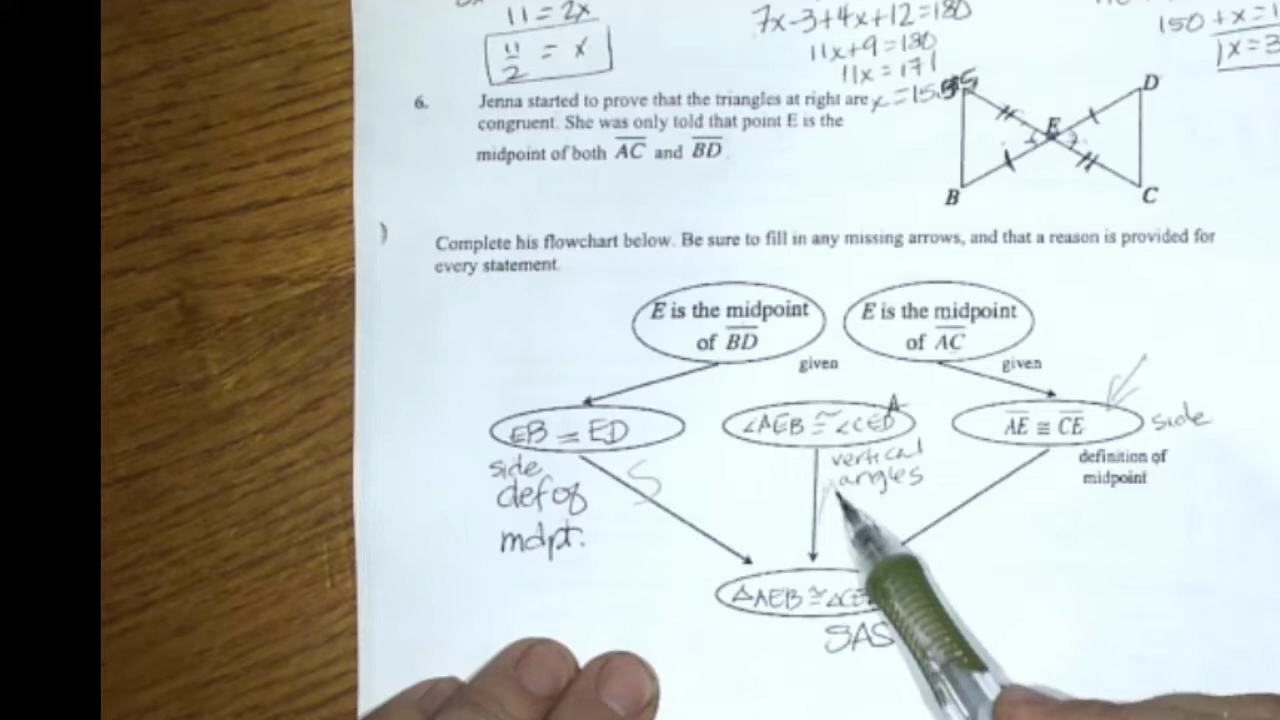 11 = 2x
11/2 = x
7x-3+4x+12=180
11x+9=180
11x = 171
x=15.
150 + x = 1
x = 3
6. Jenna started to prove that the triangles at right are
congruent. She was only told that point E is the
midpoint of both AC and BD.
D
E
B
C
)
Complete his flowchart below. Be sure to fill in any missing arrows, and that a reason is provided for
every statement.
E is the midpoint
of BD
given
E is the midpoint
of AC
given
EB = ED
side
def of
mdpt.
S
∠AEB ≅ ∠CED
A
vertical
angles
AE ≅ CE
side
definition of
midpoint
△AEB ≅ △CE
SAS